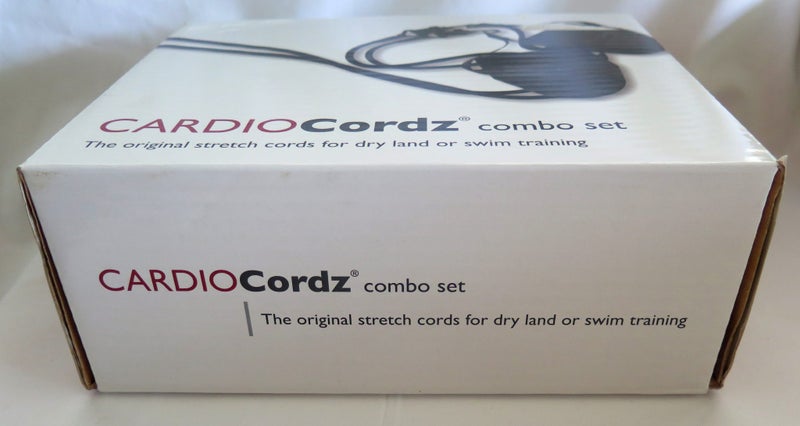 CARDIOCordz® combo set
The original stretch cords for dry land or swim training
CARDIOCordz® combo set
The original stretch cords for dry land or swim training